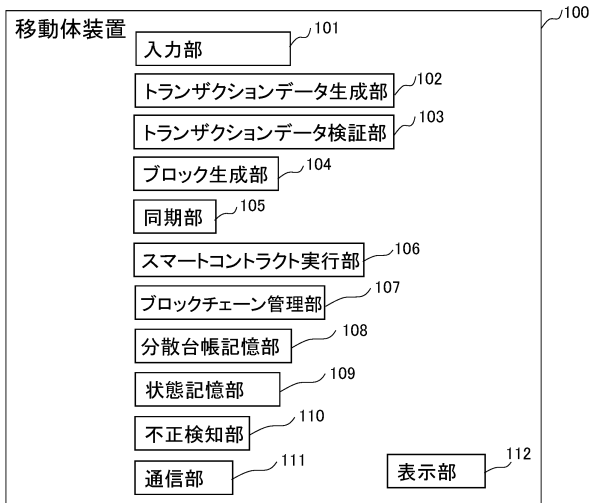 移動体装置
100
入力部
101
トランザクションデータ生成部
102
トランザクションデータ検証部
103
ブロック生成部
104
同期部
105
スマートコントラクト実行部
106
ブロックチェーン管理部
107
分散台帳記憶部
108
状態記憶部
109
不正検知部
110
通信部
111
表示部
112